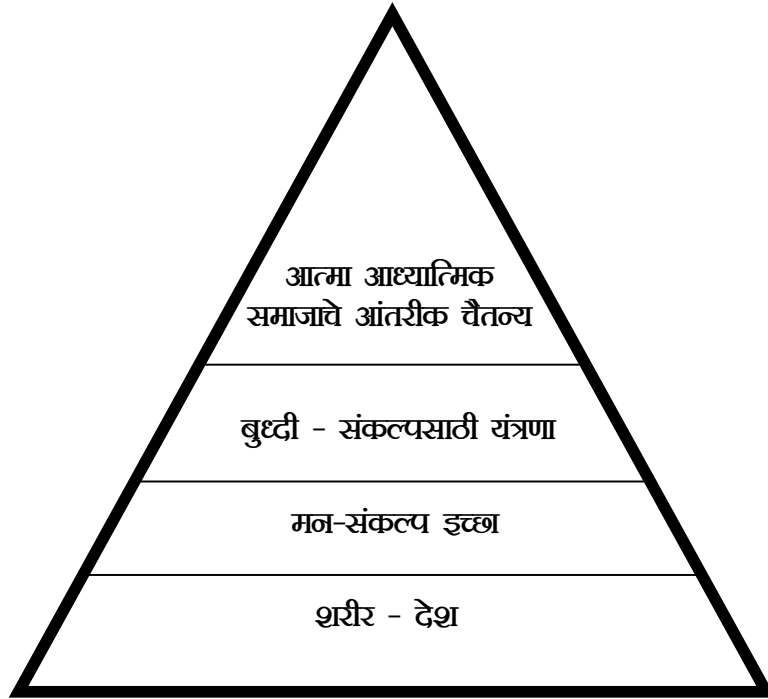 आत्मा आध्यात्मिक
समाजाचे आंतरीक चैतन्य
बुध्दी - संकल्पसाठी यंत्रणा
मन-संकल्प इच्छा
शरीर - देश